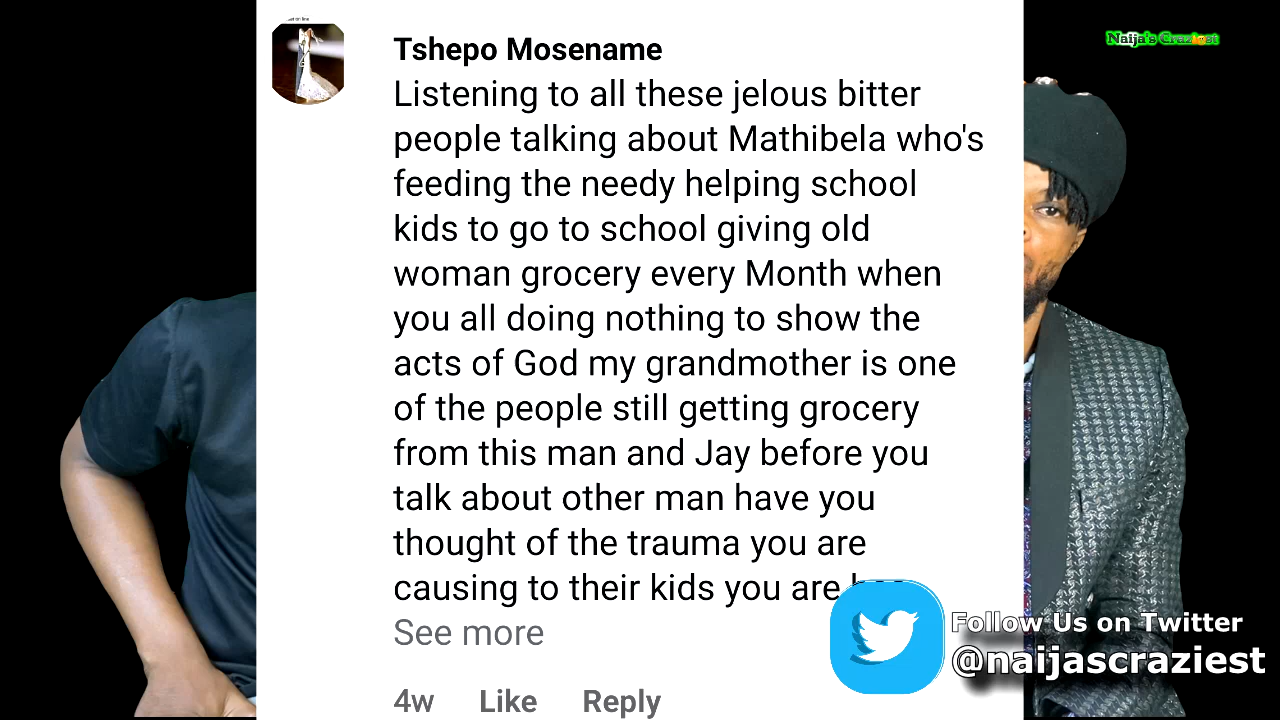 Naija's Craziest
Tshepo Mosename
Listening to all these jelous bitter
people talking about Mathibela who's
feeding the needy helping school
kids to go to school giving old
woman grocery every Month when
you all doing nothing to show the
acts of God my grandmother is one
of the people still getting grocery
from this man and Jay before you
talk about other man have you
thought of the trauma you are
causing to their kids you are
See more
4w Like Reply
Follow Us on Twitter
@naijascraziest